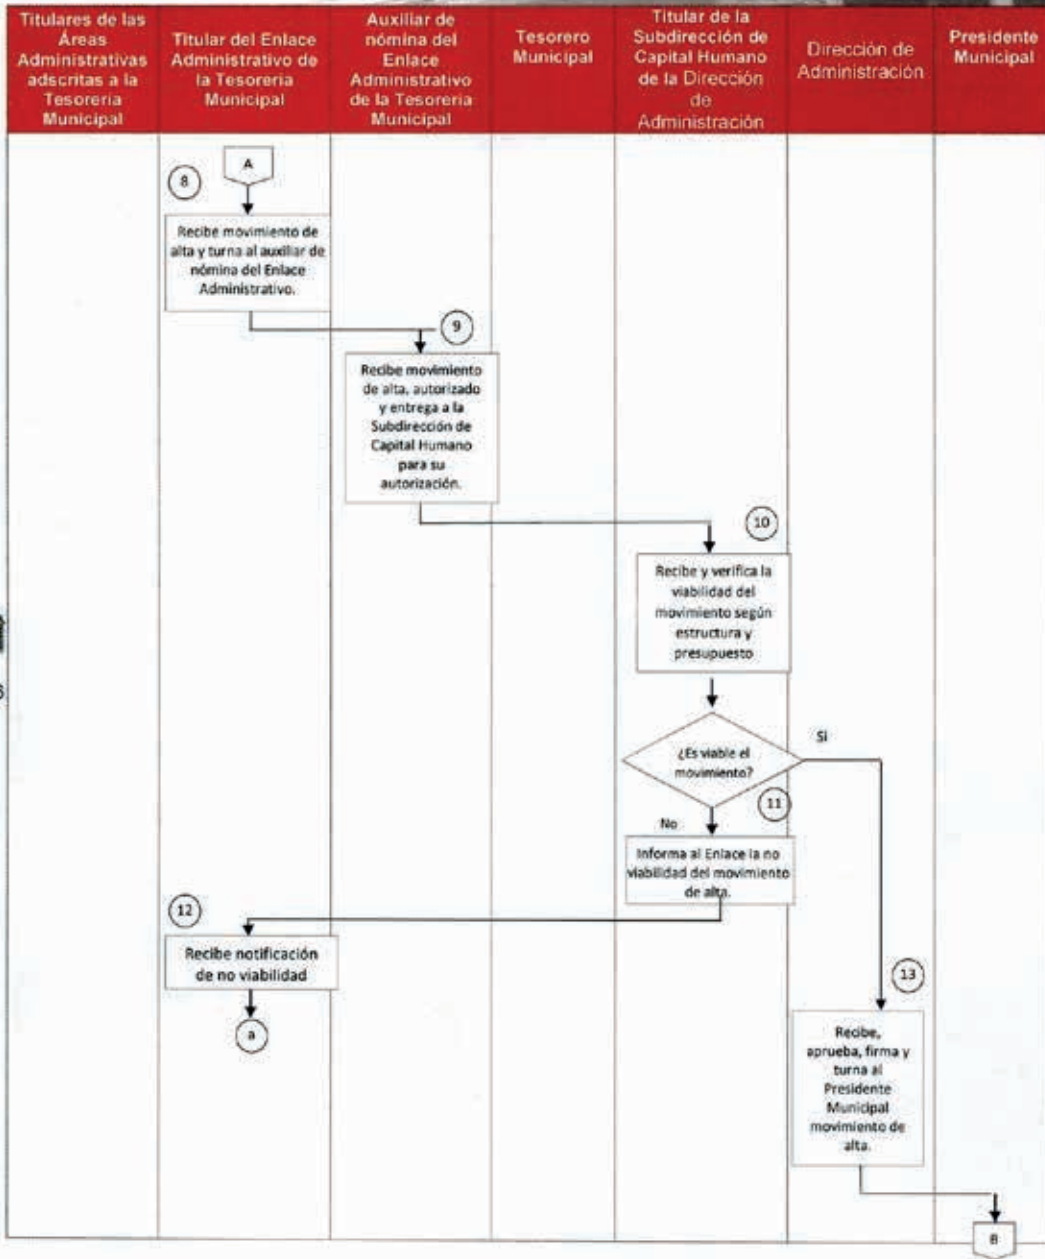 Titulares de las
Áreas
Administrativas
adscritas a la
Tesorería
Municipal
Titular del Enlace
Administrativo de
la Tesorería
Municipal
Auxiliar de
nómina del
Enlace
Administrativo
de la Tesorería
Municipal
Tesorero
Municipal
Titular de la
Subdirección de
Capital Humano
de la Dirección
de
Administración
Dirección de
Administración
Presidente
Municipal
A
8
Recibe movimiento de
alta y turna al auxiliar de
nómina del Enlace
Administrativo.
9
Recibe movimiento
de alta, autorizado
y entrega a la
Subdirección de
Capital Humano
para su
autorización.
10
Recibe y verifica la
viabilidad del
movimiento según
estructura y
presupuesto
¿Es viable el
movimiento?
Si
11
No
Informa al Enlace la no
viabilidad del movimiento
de alta.
12
Recibe notificación
de no viabilidad
a
13
Recibe,
aprueba, firma y
turna al
Presidente
Municipal
movimiento de
alta.
B